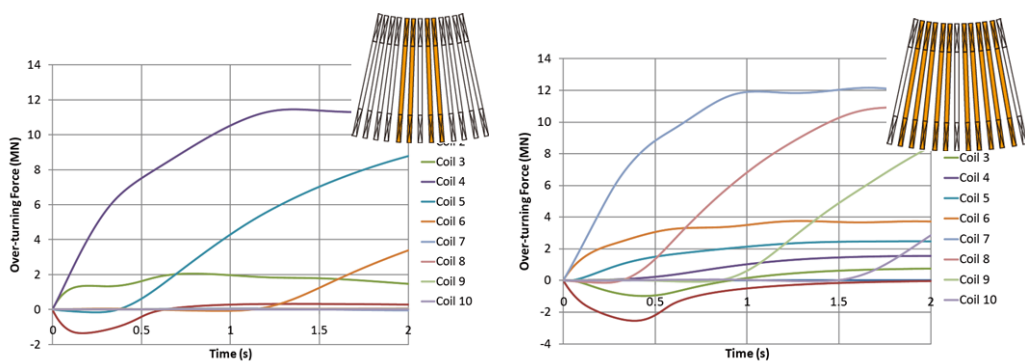 14
12
10
8
6
4
2
0
-2
Over-turning Force (MN)
0
0.5
1
1.5
2
Time (s)
Coil 2
Coil 3
Coil 4
Coil 5
Coil 6
Coil 7
Coil 8
Coil 9
Coil 10
14
12
10
8
6
4
2
0
-2
-4
Over-turning Force (MN)
0
0.5
1
1.5
2
Time (s)
Coil 3
Coil 4
Coil 5
Coil 6
Coil 7
Coil 8
Coil 9
Coil 10